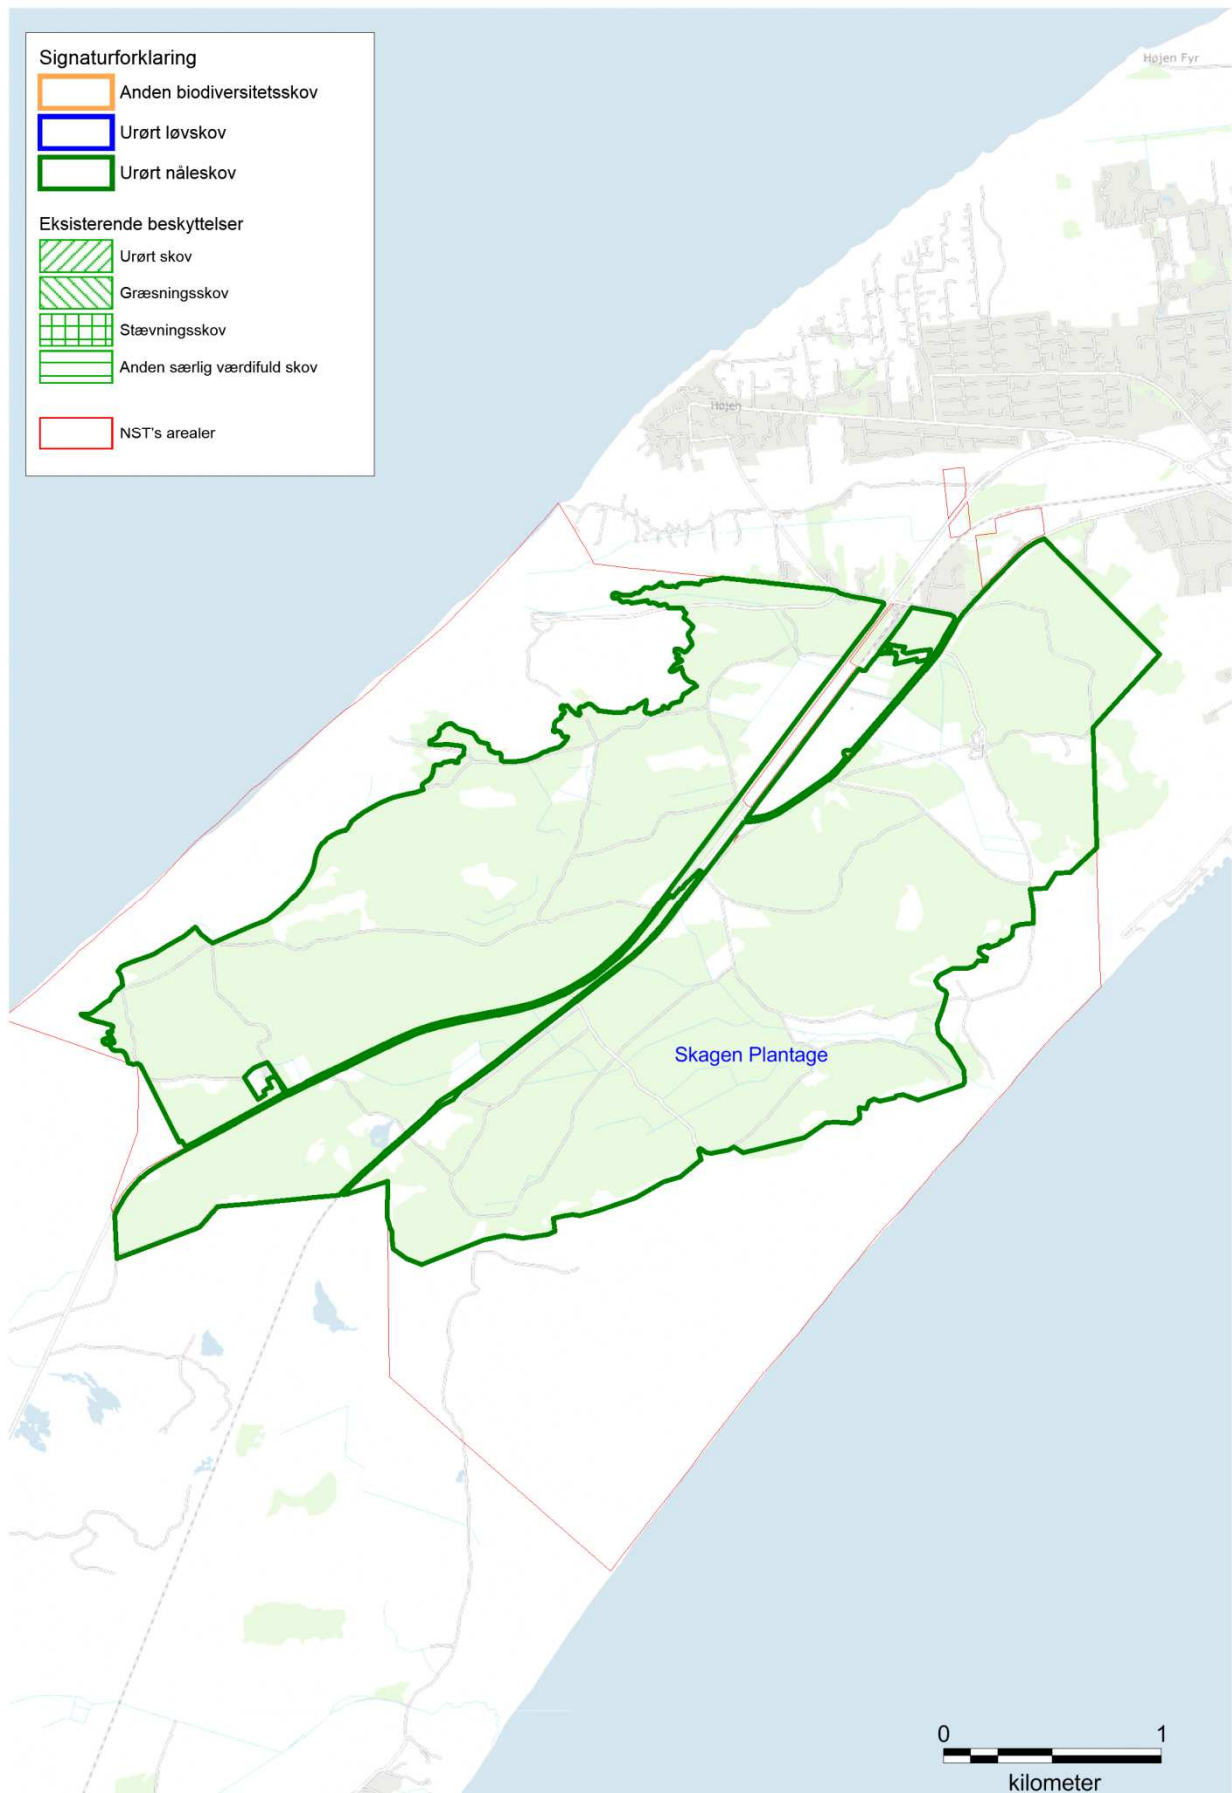 Signaturforklaring
Anden biodiversitetsskov
Urørt løvskov
Urørt nåleskov
Eksisterende beskyttelser
Urørt skov
Græsningsskov
Stævningsskov
Anden særlig værdifuld skov
NST's arealer
Højen Fyr
Højen
Skagen Plantage
0 1
kilometer